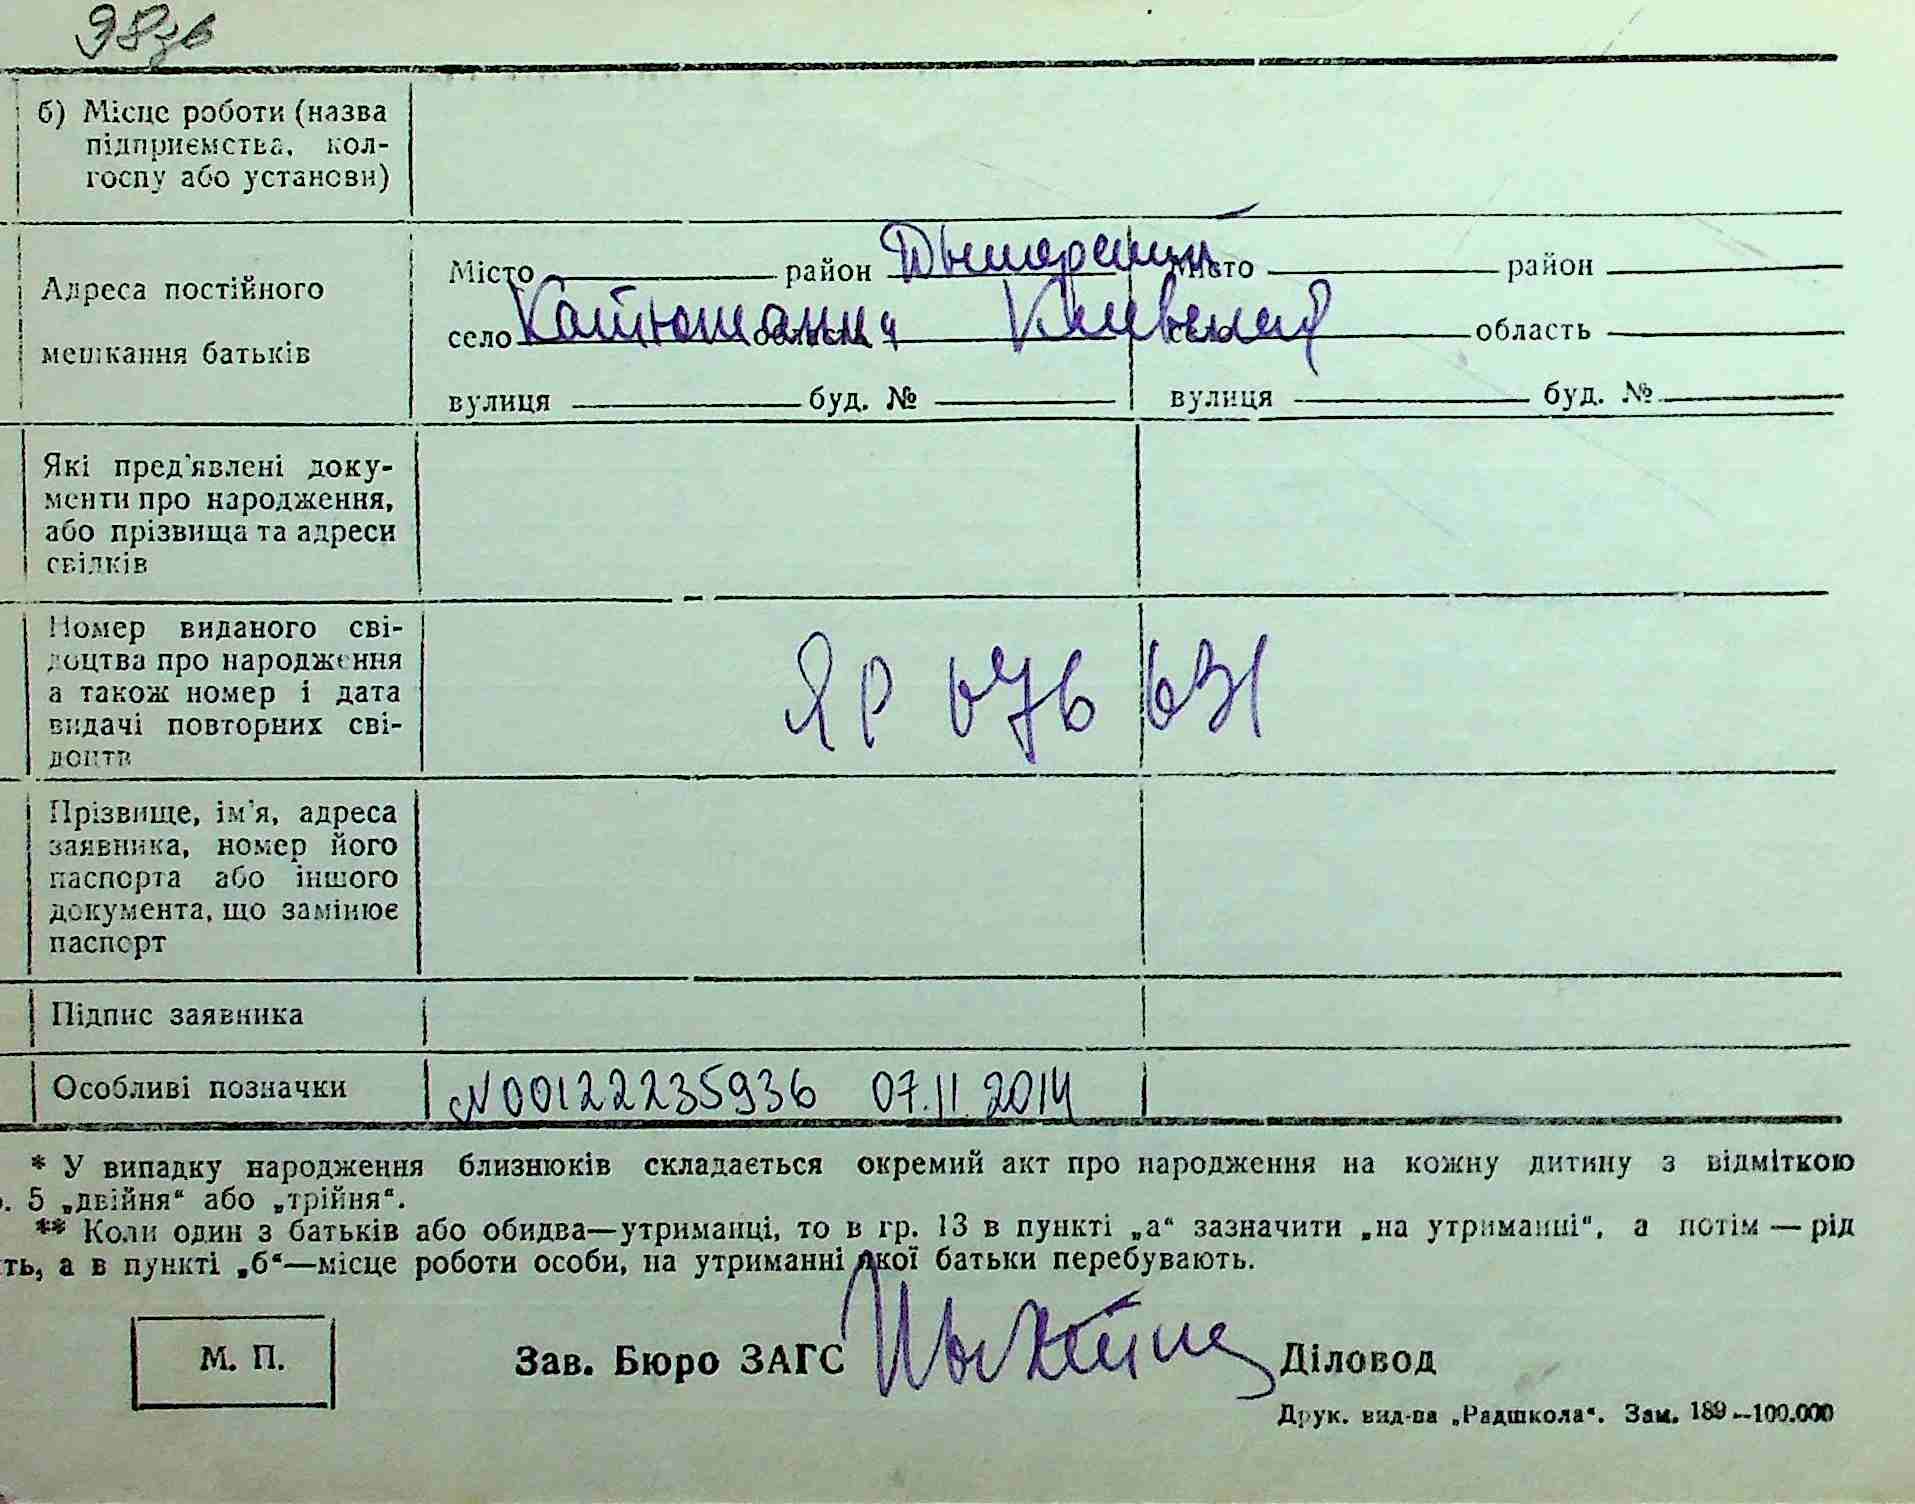 98зв
б) Місце роботи (назва
підприємства, кол-
госпу або установи)
Адреса постійного
мешкання батьків
Місто район Дымерский Місто район
село Катюжанка область Киевской село область
вулиця буд. № вулиця буд. №
Які пред'явлені доку-
менти про народження,
або прізвища та адреси
свідків
Номер виданого сві-
доцтва про народження
а також номер і дата
видачі повторних сві-
доцтв
ЯР 676 631
Прізвище, ім'я, адреса
заявника, номер його
паспорта або іншого
документа, що замінює
паспорт
Підпис заявника
Особливі позначки N00122235936 07.11.2014
* У випадку народження близнюків складається окремий акт про народження на кожну дитину з відміткою
. 5 „двійня“ або „трійня“.
** Коли один з батьків або обидва—утриманці, то в гр. 13 в пункті „а“ зазначити „на утриманні“, а потім — рід
ть, а в пункті „б“—місце роботи особи, на утриманні якої батьки перебувають.
М. П. Зав. Бюро ЗАГС Діловод
Друк. вид-ва „Радшкола“. Зам. 189—100.000